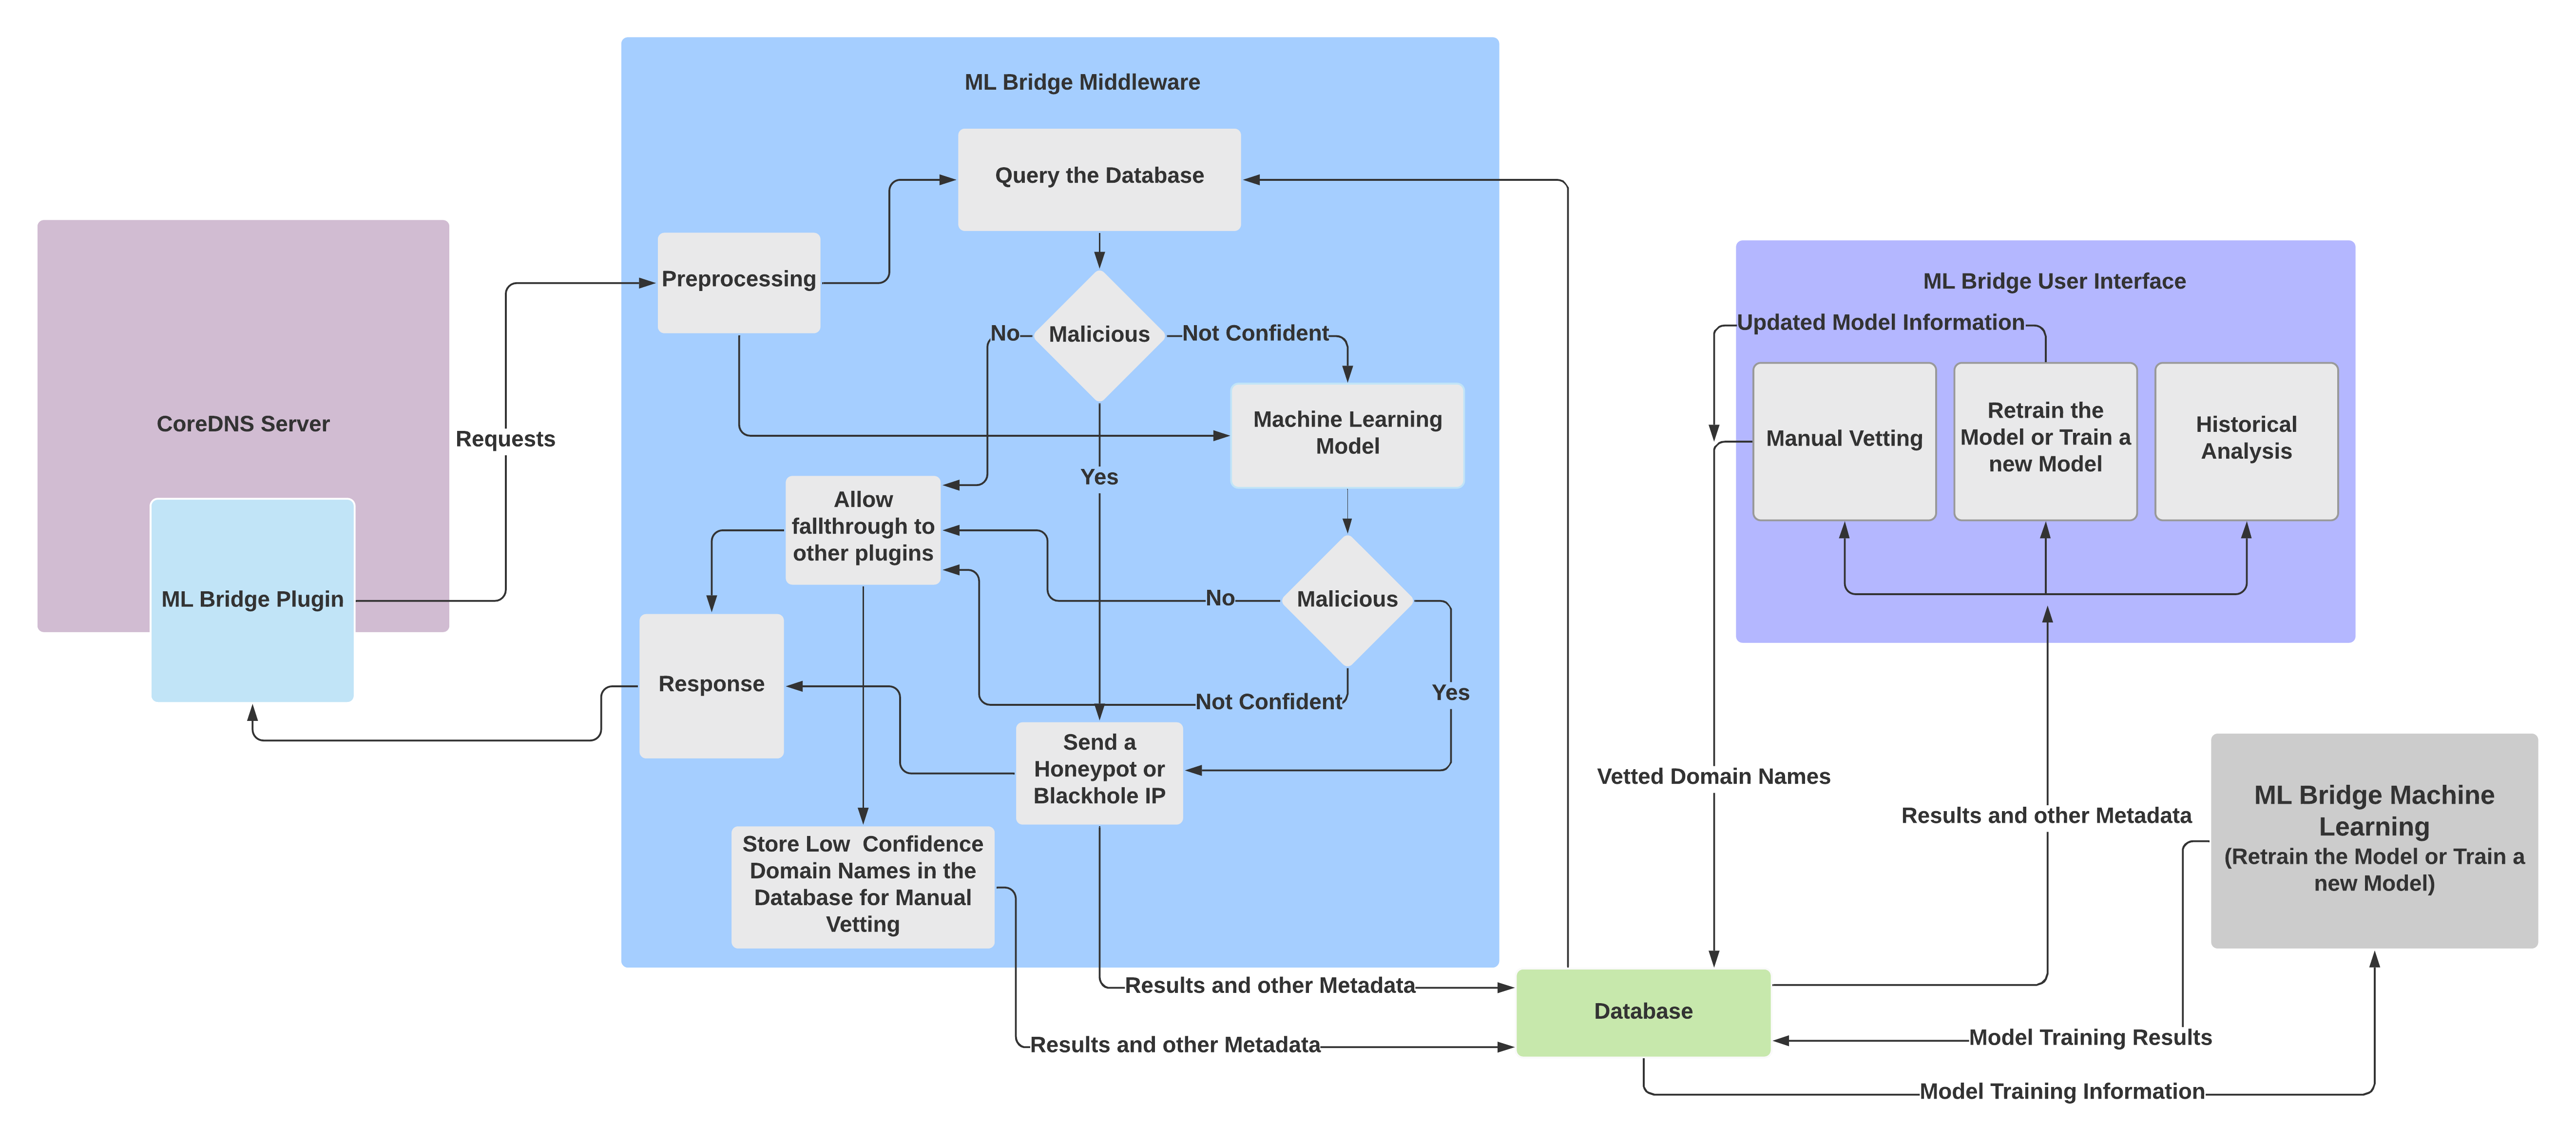 ML Bridge Middleware
Query the Database
Preprocessing
Malicious
No
Not Confident
Machine Learning
Model
Yes
CoreDNS Server
Requests
ML Bridge Plugin
Allow
fallthrough to
other plugins
Malicious
No
Not Confident
Yes
Response
Send a
Honeypot or
Blackhole IP
Store Low  Confidence
Domain Names in the
Database for Manual
Vetting
Results and other Metadata
Results and other Metadata
ML Bridge User Interface
Updated Model Information
Manual Vetting
Retrain the
Model or Train a
new Model
Historical
Analysis
Vetted Domain Names
Results and other Metadata
ML Bridge Machine
Learning
(Retrain the Model or Train a
new Model)
Database
Model Training Results
Model Training Information